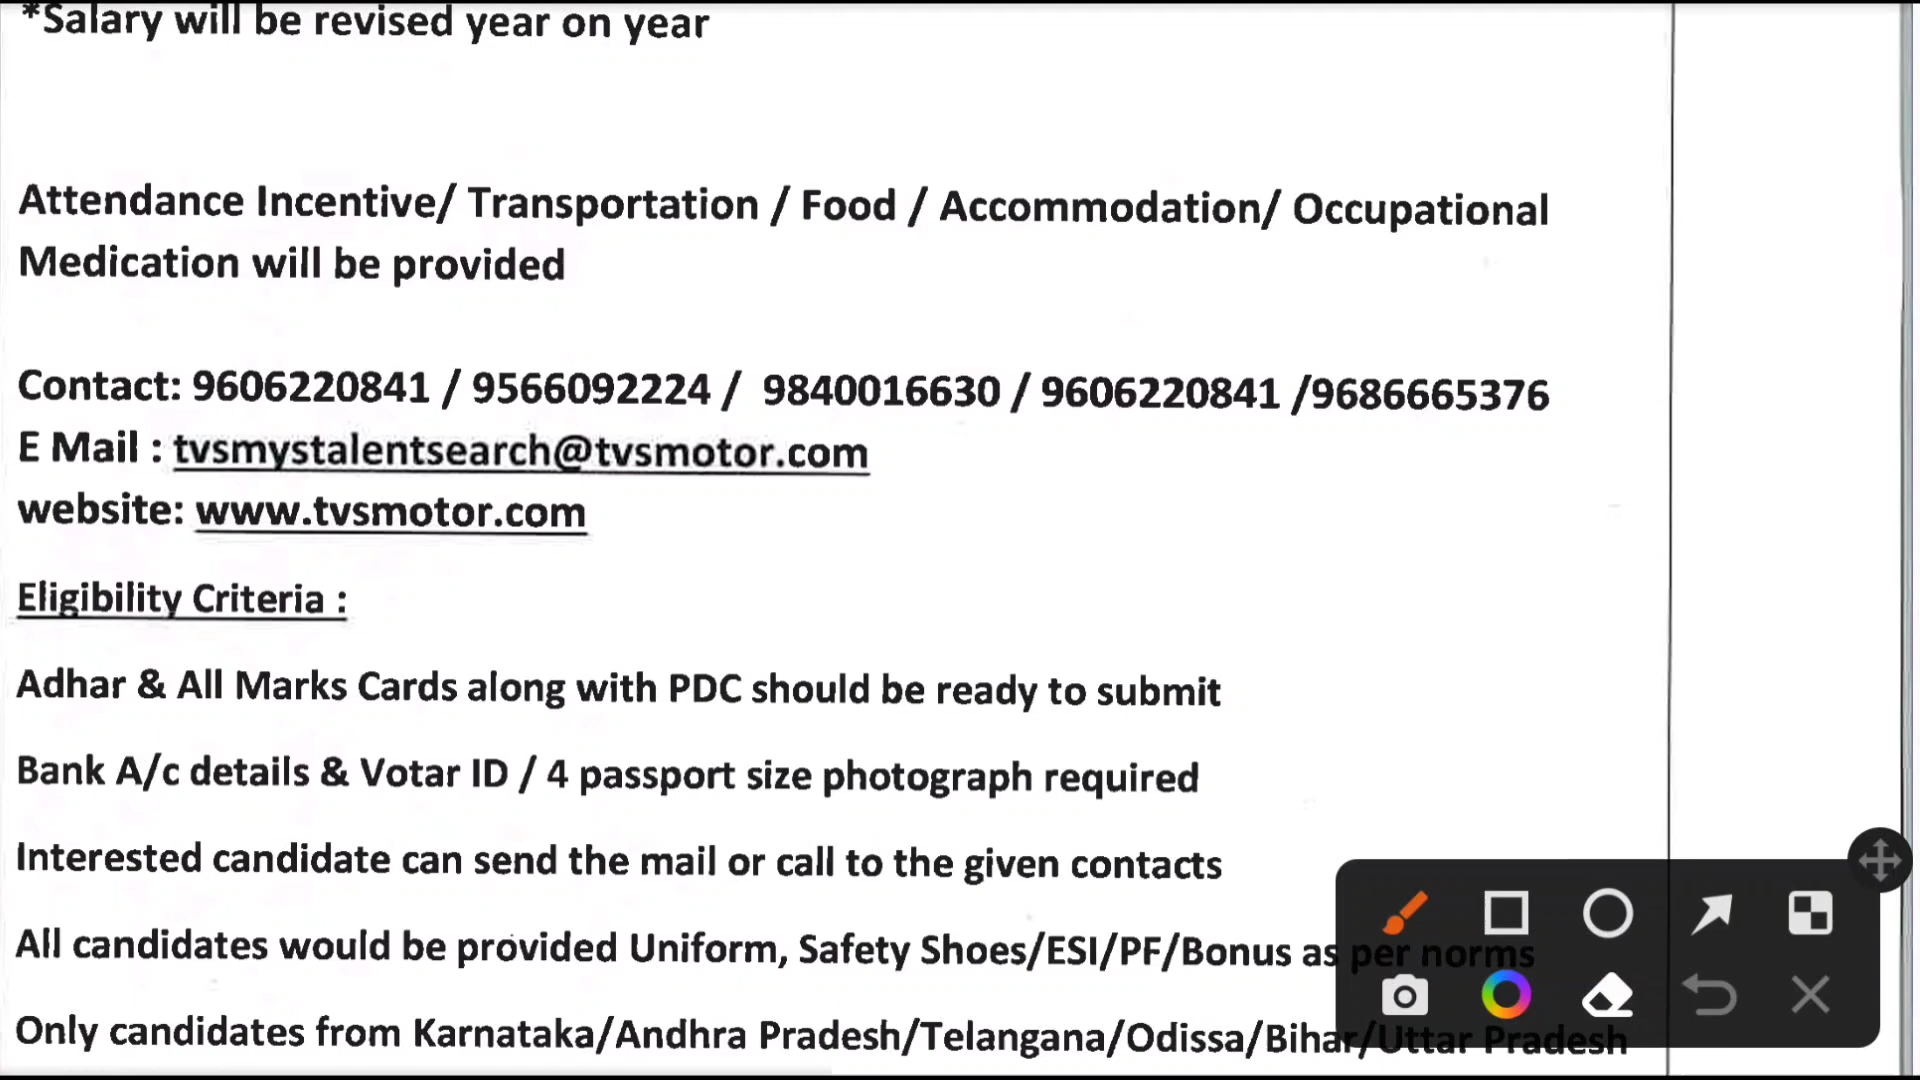 *Salary will be revised year on year
Attendance Incentive/ Transportation / Food / Accommodation/ Occupational
Medication will be provided
Contact: 9606220841 / 9566092224 / 9840016630 / 9606220841 /9686665376
E Mail : tvsmystalentsearch@tvsmotor.com
website: www.tvsmotor.com
Eligibility Criteria :
Adhar & All Marks Cards along with PDC should be ready to submit
Bank A/c details & Votar ID / 4 passport size photograph required
Interested candidate can send the mail or call to the given contacts
All candidates would be provided Uniform, Safety Shoes/ESI/PF/Bonus as per norms
Only candidates from Karnataka/Andhra Pradesh/Telangana/Odissa/Bihar/Uttar Pradesh